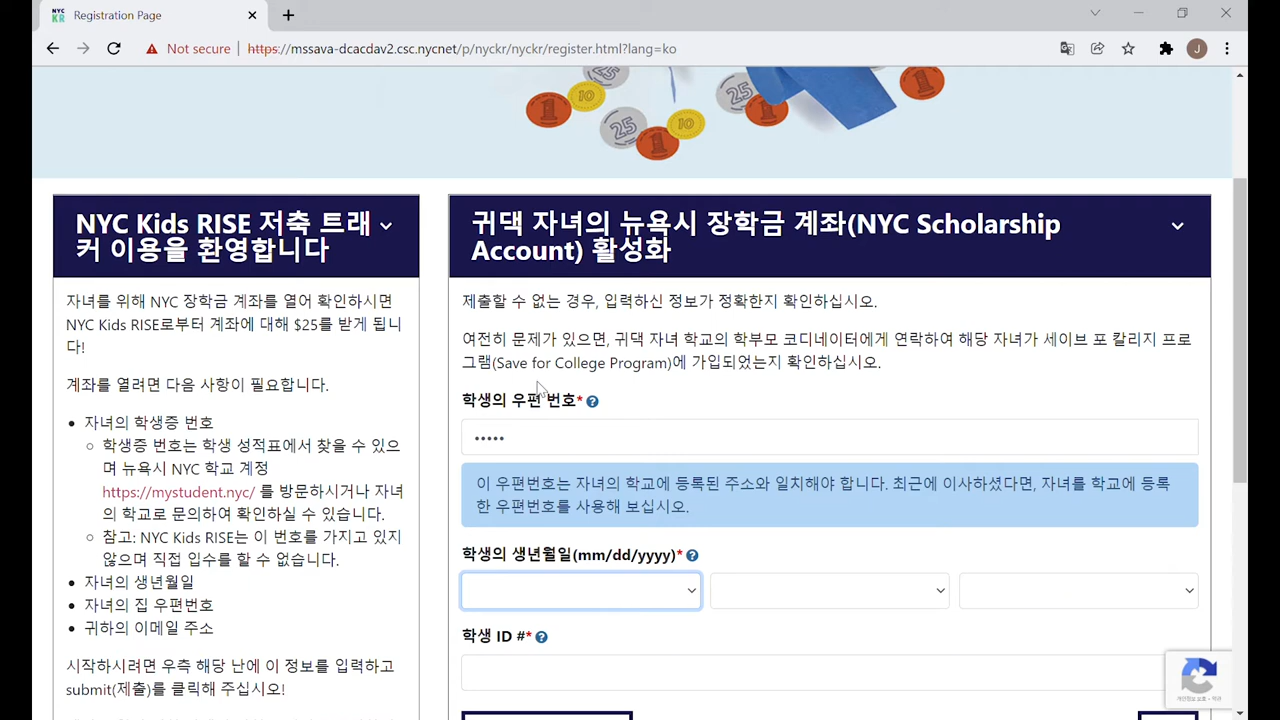 NYC
KR
Registration Page
Not secure
https://mssava-dcacdav2.csc.nycnet/p/nyckr/nyckr/register.html?lang=ko
J
25
10
1
25
10
1
25
1
1
NYC Kids RISE 저축 트래
커 이용을 환영합니다
자녀를 위해 NYC 장학금 계좌를 열어 확인하시면
NYC Kids RISE로부터 계좌에 대해 $25를 받게 됩니
다!
계좌를 열려면 다음 사항이 필요합니다.
자녀의 학생증 번호
학생증 번호는 학생 성적표에서 찾을 수 있으
며 뉴욕시 NYC 학교 계정
https://mystudent.nyc/ 를 방문하시거나 자녀
의 학교로 문의하여 확인하실 수 있습니다.
참고: NYC Kids RISE는 이 번호를 가지고 있지
않으며 직접 입수를 할 수 없습니다.
자녀의 생년월일
자녀의 집 우편번호
귀하의 이메일 주소
시작하시려면 우측 해당 난에 이 정보를 입력하고
submit(제출)를 클릭해 주십시오!
귀댁 자녀의 뉴욕시 장학금 계좌(NYC Scholarship
Account) 활성화
제출할 수 없는 경우, 입력하신 정보가 정확한지 확인하십시오.
여전히 문제가 있으면, 귀댁 자녀 학교의 학부모 코디네이터에게 연락하여 해당 자녀가 세이브 포 칼리지 프로
그램(Save for College Program)에 가입되었는지 확인하십시오.
학생의 우편 번호*
•••••
이 우편번호는 자녀의 학교에 등록된 주소와 일치해야 합니다. 최근에 이사하셨다면, 자녀를 학교에 등록
한 우편번호를 사용해 보십시오.
학생의 생년월일(mm/dd/yyyy)*
학생 ID #*
개인정보 보호 - 약관